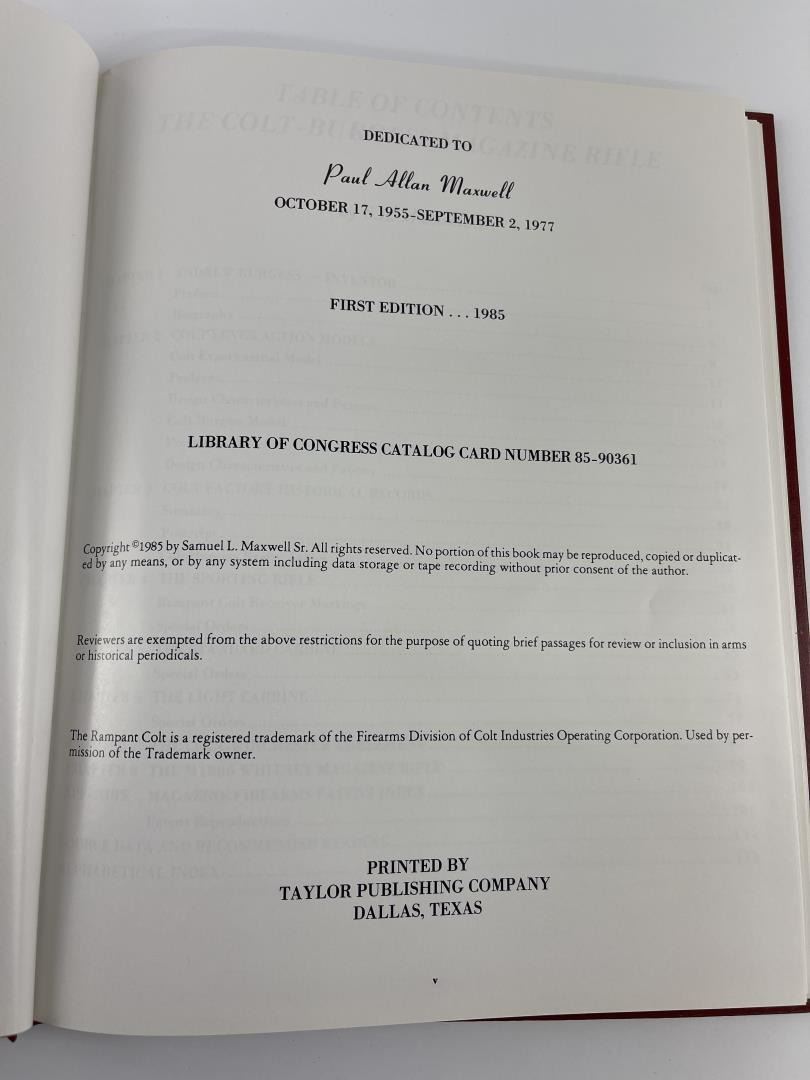 DEDICATED TO
Paul Allan Maxwell
OCTOBER 17, 1955-SEPTEMBER 2, 1977
FIRST EDITION . . . 1985
LIBRARY OF CONGRESS CATALOG CARD NUMBER 85-90361
Copyright ©1985 by Samuel L. Maxwell Sr. All rights reserved. No portion of this book may be reproduced, copied or duplicat-
ed by any means, or by any system including data storage or tape recording without prior consent of the author.
Reviewers are exempted from the above restrictions for the purpose of quoting brief passages for review or inclusion in arms
or historical periodicals.
The Rampant Colt is a registered trademark of the Firearms Division of Colt Industries Operating Corporation. Used by per-
mission of the Trademark owner.
PRINTED BY
TAYLOR PUBLISHING COMPANY
DALLAS, TEXAS
v